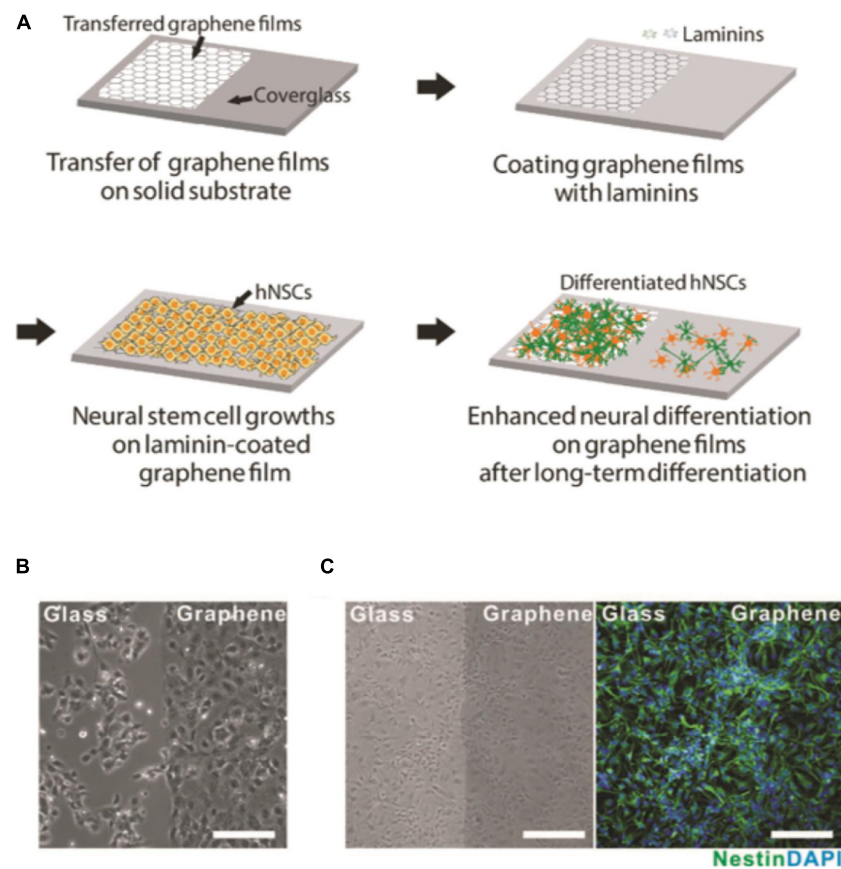 A
Transferred graphene films
Coverglass
Transfer of graphene films
on solid substrate
Laminins
Coating graphene films
with laminins
hNSCs
Neural stem cell growths
on laminin-coated
graphene film
Differentiated hNSCs
Enhanced neural differentiation
on graphene films
after long-term differentiation
B
Glass Graphene
C
Glass Graphene
Glass Graphene
NestinDAPI